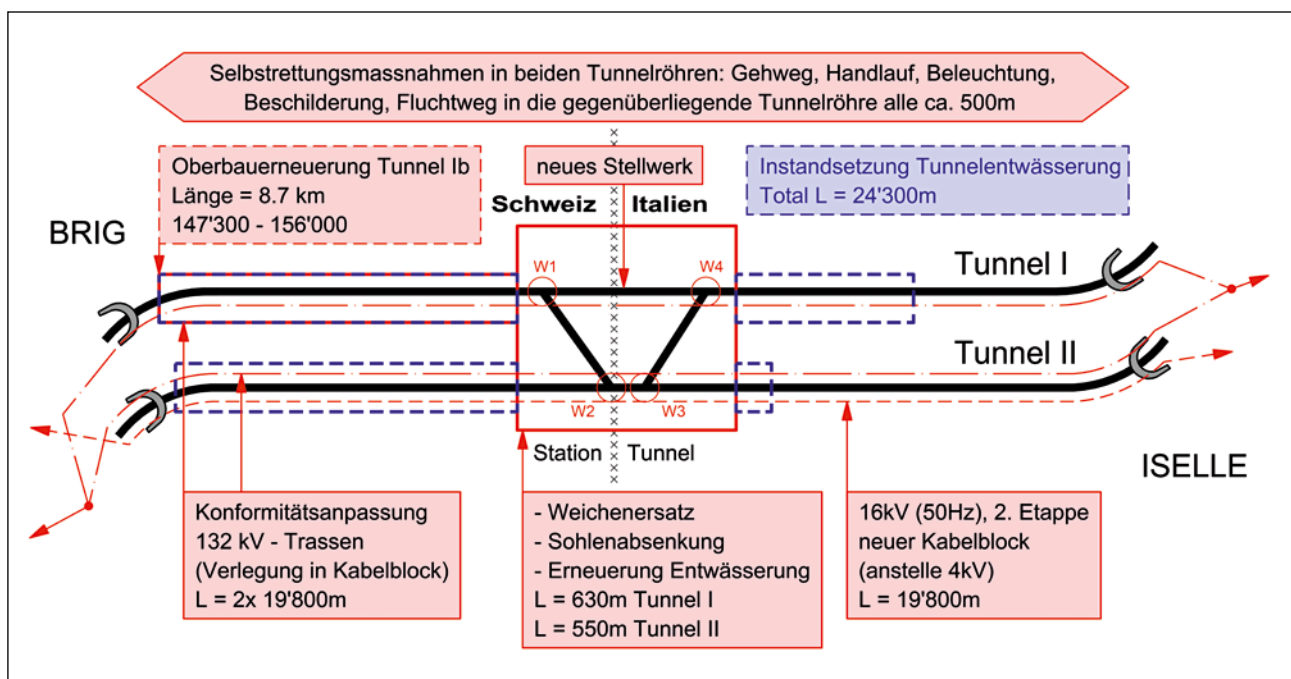 Selbstrettungsmassnahmen in beiden Tunnelröhren: Gehweg, Handlauf, Beleuchtung,
Beschilderung, Fluchtweg in die gegenüberliegende Tunnelröhre alle ca. 500m
Oberbauerneuerung Tunnel Ib
Länge = 8.7 km
147'300 - 156'000
neues Stellwerk
Instandsetzung Tunnelentwässerung
Total L = 24'300m
Schweiz
Italien
BRIG
W1
W4
Tunnel I
Tunnel II
W2
W3
Station
Tunnel
ISELLE
Konformitätsanpassung
132 kV - Trassen
(Verlegung in Kabelblock)
L = 2x 19'800m
- Weichenersatz
- Sohlenabsenkung
- Erneuerung Entwässerung
L = 630m Tunnel I
L = 550m Tunnel II
16kV (50Hz), 2. Etappe
neuer Kabelblock
(anstelle 4kV)
L = 19'800m